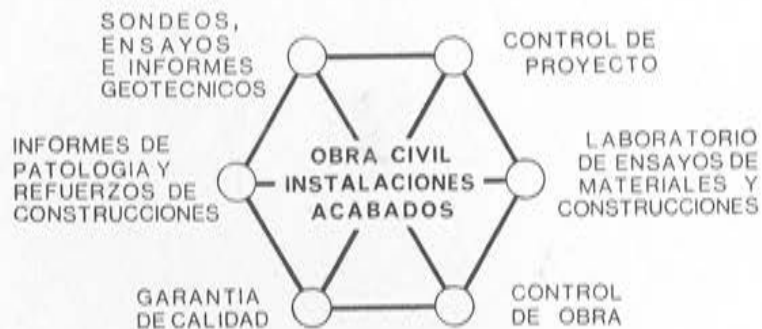 SONDEOS,
ENSAYOS
E INFORMES
GEOTECNICOS
CONTROL DE
PROYECTO
INFORMES DE
PATOLOGIA Y
REFUERZOS DE
CONSTRUCCIONES
OBRA CIVIL
INSTALACIONES
ACABADOS
LABORATORIO
DE ENSAYOS DE
MATERIALES Y
CONSTRUCCIONES
GARANTIA
DE CALIDAD
CONTROL
DE OBRA